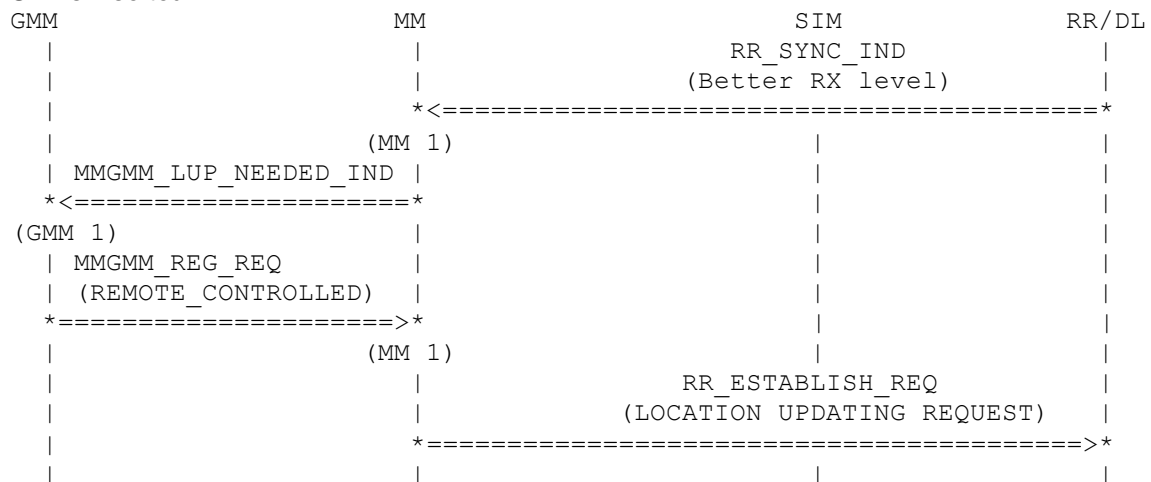 GMM MM SIM RR/DL
RR_SYNC_IND
(Better RX level)
(MM 1)
MMGMM_LUP_NEEDED_IND
(GMM 1)
MMGMM_REG_REQ
(REMOTE_CONTROLLED)
(MM 1)
RR_ESTABLISH_REQ
(LOCATION UPDATING REQUEST)